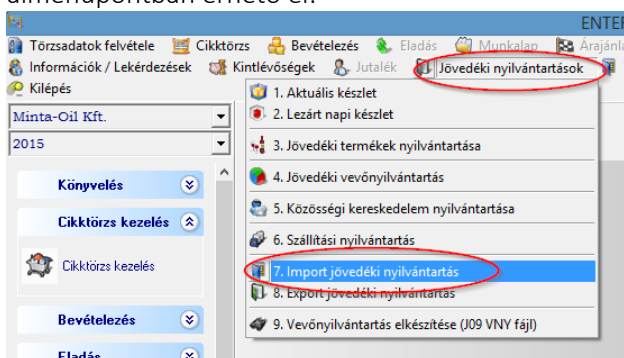 almenüpontban érhető el.
ENTER
Törzsadatok felvétele Cikktörzs Bevételezés Eladás Munkalap Árajánla
Információk / Lekérdezések Kintlévőségek Jutalék Jövedéki nyilvántartások
Kilépés
Minta-Oil Kft.
2015
1. Aktuális készlet
2. Lezárt napi készlet
3. Jövedéki termékek nyilvántartása
4. Jövedéki vevőnyilvántartás
5. Közösségi kereskedelem nyilvántartása
6. Szállítási nyilvántartás
7. Import jövedéki nyilvántartás
8. Export jövedéki nyilvántartás
9. Vevőnyilvántartás elkészítése (J09 VNY fájl)
Könyvelés
Cikktörzs kezelés
Cikktörzs kezelés
Bevételezés
Eladás